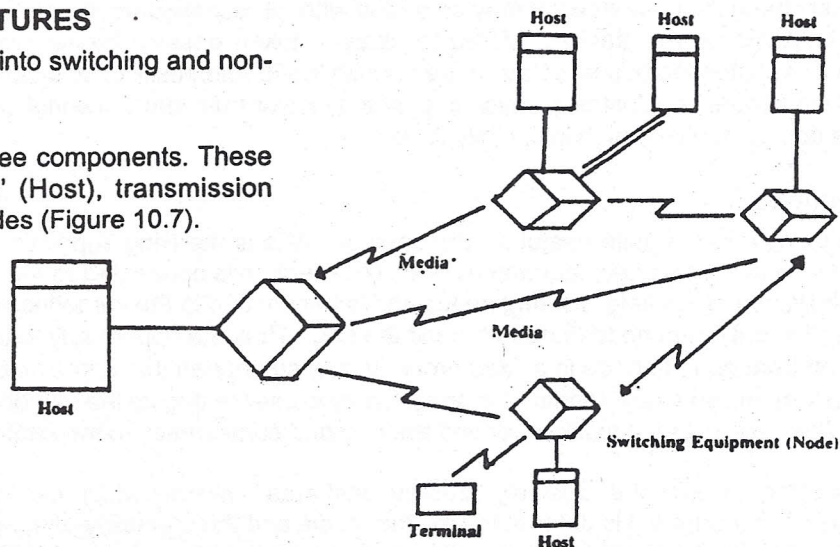 TURES
into switching and non-
ree components. These
' (Host), transmission
des (Figure 10.7).
Host
Host
Host
Media
Media
Host
Switching Equipment (Node)
Terminal
Host